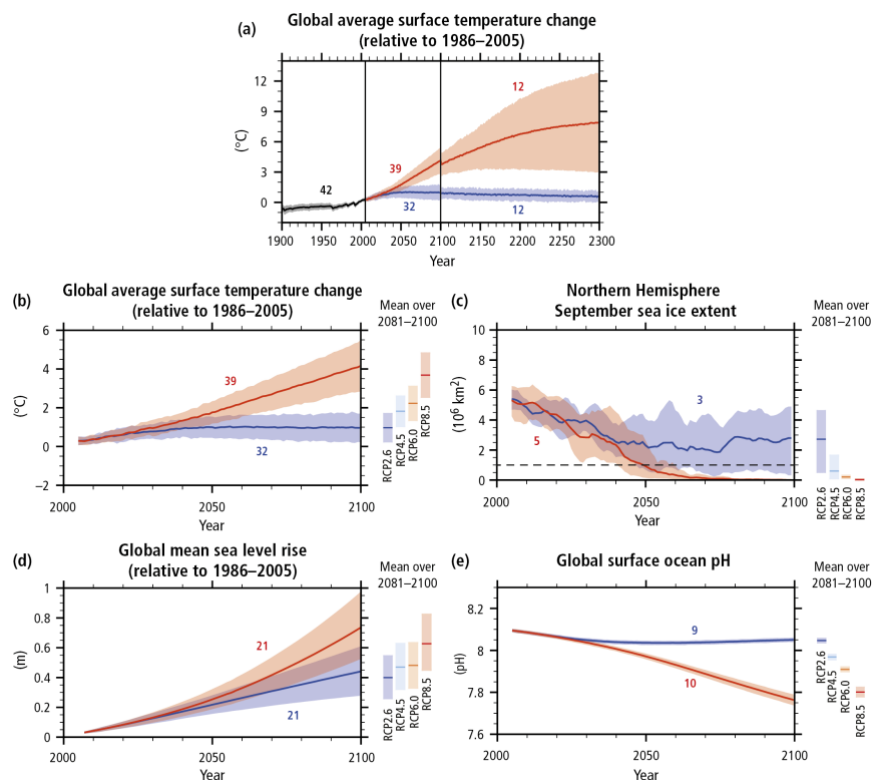 Global average surface temperature change
(relative to 1986–2005)
(a)
(°C)
12
9
6
3
0
12
39
42
32
12
1900
1950
2000
2050
2100
2150
2200
2250
2300
Year
(b)
Global average surface temperature change
(relative to 1986–2005)
Mean over
2081–2100
(°C)
6
4
2
0
−2
39
32
2000
2050
2100
Year
RCP2.6
RCP4.5
RCP6.0
RCP8.5
(c)
Northern Hemisphere
September sea ice extent
Mean over
2081–2100
(10⁶ km²)
10
8
6
4
2
0
3
5
2000
2050
2100
Year
RCP2.6
RCP4.5
RCP6.0
RCP8.5
(d)
Global mean sea level rise
(relative to 1986–2005)
Mean over
2081–2100
(m)
1
0.8
0.6
0.4
0.2
0
21
21
2000
2050
2100
Year
RCP2.6
RCP4.5
RCP6.0
RCP8.5
(e)
Global surface ocean pH
Mean over
2081–2100
(pH)
8.2
8
7.8
7.6
9
10
2000
2050
2100
Year
RCP2.6
RCP4.5
RCP6.0
RCP8.5